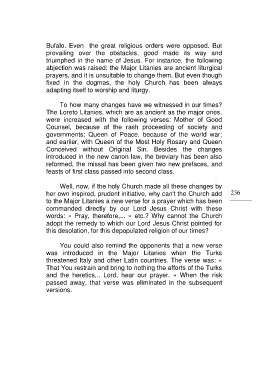 Bufalo. Even the great religious orders were opposed. But
prevailing over the obstacles, good made its way and
triumphed in the name of Jesus. For instance, the following
abjection was raised: the Major Litanies are ancient liturgical
prayers, and it is unsuitable to change them. But even though
fixed in the dogmas, the holy Church has been always
adapting itself to worship and liturgy.
To how many changes have we witnessed in our times?
The Loreto Litanies, which are as ancient as the major ones,
were increased with the following verses: Mother of Good
Counsel, because of the rash proceeding of society and
governments; Queen of Peace, because of the world war;
and earlier, with Queen of the Most Holy Rosary and Queen
Conceived without Original Sin. Besides the changes
introduced in the new canon law, the breviary has been also
reformed, the missal has been given two new prefaces, and
feasts of first class passed into second class.
Well, now, if the holy Church made all these changes by
her own inspired, prudent initiative, why can't the Church add
236
to the Major Litanies a new verse for a prayer which has been
commanded directly by our Lord Jesus Christ with these
words: « Pray, therefore,... » etc.? Why cannot the Church
adopt the remedy to which our Lord Jesus Christ pointed for
this desolation, for this depopulated religion of our times?
You could also remind the opponents that a new verse
was introduced in the Major Litanies when the Turks
threatened Italy and other Latin countries. The verse was: «
That You restrain and bring to nothing the efforts of the Turks
and the heretics,.. Lord, hear our prayer. » When the risk
passed away, that verse was eliminated in the subsequent
versions.